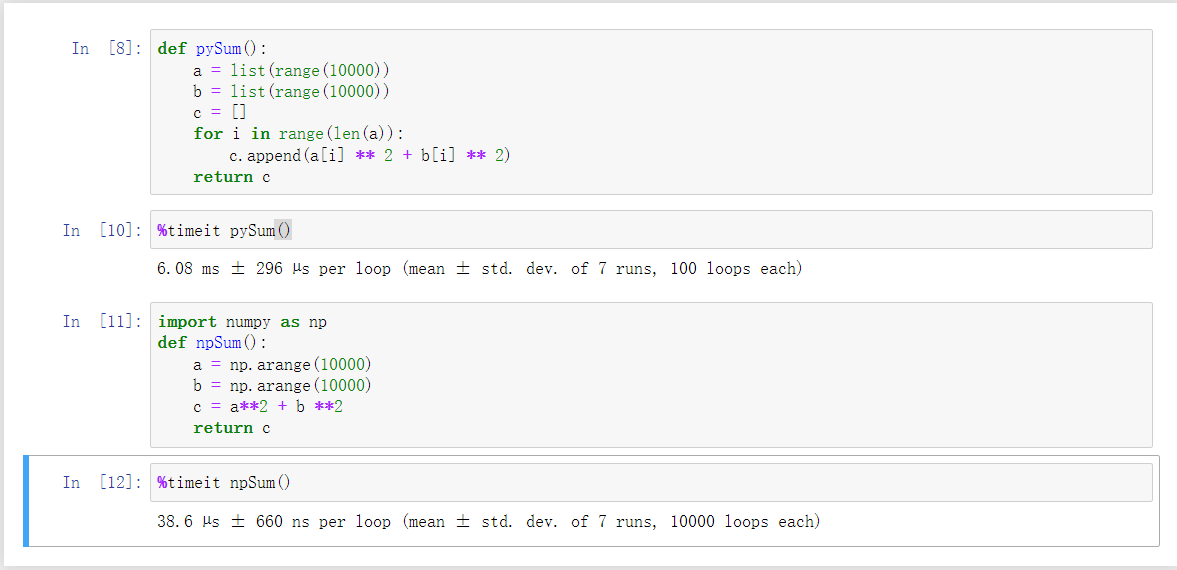 In [8]: def pySum():
    a = list(range(10000))
    b = list(range(10000))
    c = []
    for i in range(len(a)):
        c.append(a[i] ** 2 + b[i] ** 2)
    return c
In [10]: %timeit pySum()
6.08 ms ± 296 µs per loop (mean ± std. dev. of 7 runs, 100 loops each)
In [11]: import numpy as np
def npSum():
    a = np.arange(10000)
    b = np.arange(10000)
    c = a**2 + b **2
    return c
In [12]: %timeit npSum()
38.6 µs ± 660 ns per loop (mean ± std. dev. of 7 runs, 10000 loops each)